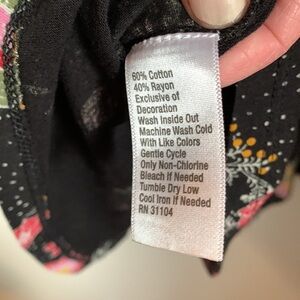 60% Cotton
40% Rayon
Exclusive of
Decoration
Wash Inside Out
Machine Wash Cold
With Like Colors
Gentle Cycle
Only Non-Chlorine
Bleach If Needed
Tumble Dry Low
Cool Iron If Needed
RN 31104